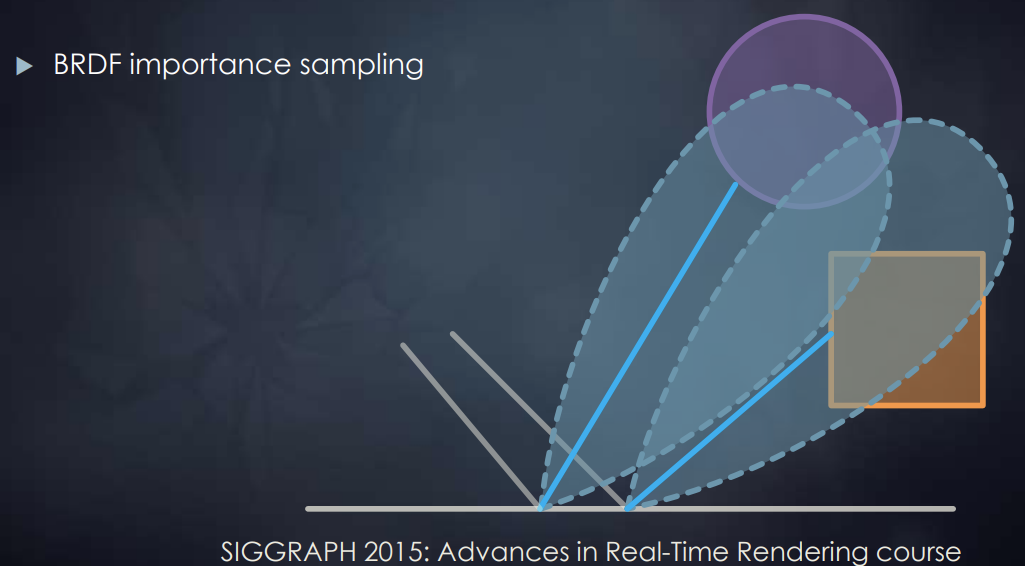 BRDF importance sampling
SIGGRAPH 2015: Advances in Real-Time Rendering course